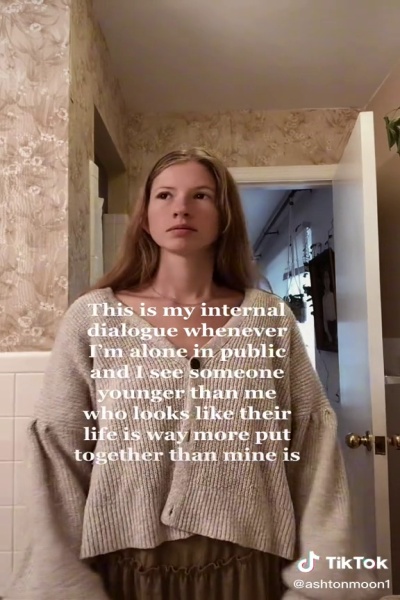 This is my internal
dialogue whenever
I'm alone in public
and I see someone
younger than me
who looks like their
life is way more put
together than mine is
TikTok
@ashtonmoon1